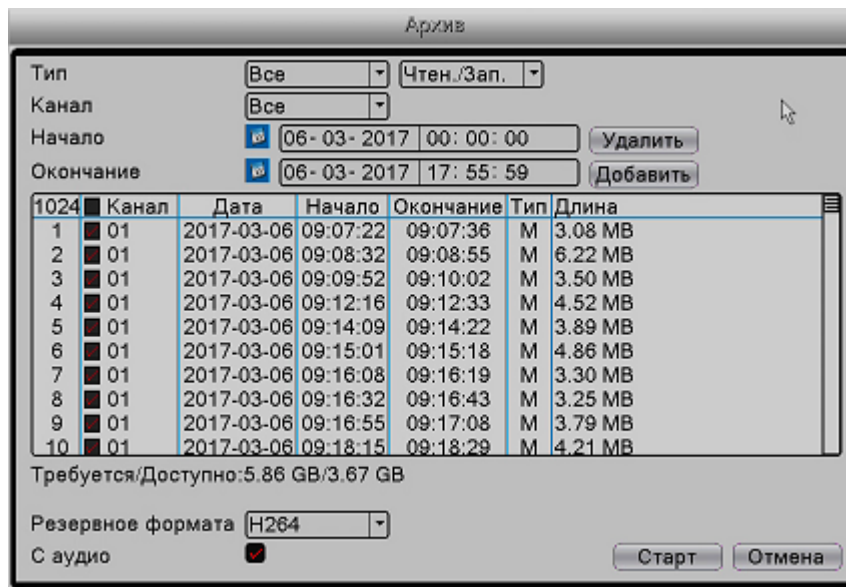 Архив
Тип Все Чтен./Зап.
Канал Все
Начало 06-03-2017 00:00:00 Удалить
Окончание 06-03-2017 17:55:59 Добавить
1024 Канал Дата Начало Окончание Тип Длина
1 01 2017-03-06 09:07:22 09:07:36 M 3.08 MB
2 01 2017-03-06 09:08:32 09:08:55 M 6.22 MB
3 01 2017-03-06 09:09:52 09:10:02 M 3.50 MB
4 01 2017-03-06 09:12:16 09:12:33 M 4.52 MB
5 01 2017-03-06 09:14:09 09:14:22 M 3.89 MB
6 01 2017-03-06 09:15:01 09:15:18 M 4.86 MB
7 01 2017-03-06 09:16:08 09:16:19 M 3.30 MB
8 01 2017-03-06 09:16:32 09:16:43 M 3.25 MB
9 01 2017-03-06 09:16:55 09:17:08 M 3.79 MB
10 01 2017-03-06 09:18:15 09:18:29 M 4.21 MB
Требуется/Доступно:5.86 GB/3.67 GB
Резервное формата H264
С аудио Старт Отмена